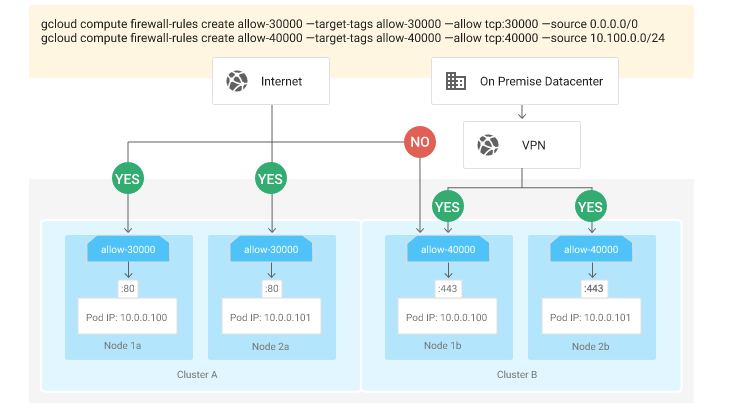 gcloud compute firewall-rules create allow-30000 —target-tags allow-30000 —allow tcp:30000 —source 0.0.0.0/0
gcloud compute firewall-rules create allow-40000 —target-tags allow-40000 —allow tcp:40000 —source 10.100.0.0/24
Internet
On Premise Datacenter
NO
VPN
YES
YES
YES
YES
allow-30000
allow-30000
allow-40000
allow-40000
:80
:80
:443
:443
Pod IP: 10.0.0.100
Pod IP: 10.0.0.101
Pod IP: 10.0.0.100
Pod IP: 10.0.0.101
Node 1a
Node 2a
Node 1b
Node 2b
Cluster A
Cluster B